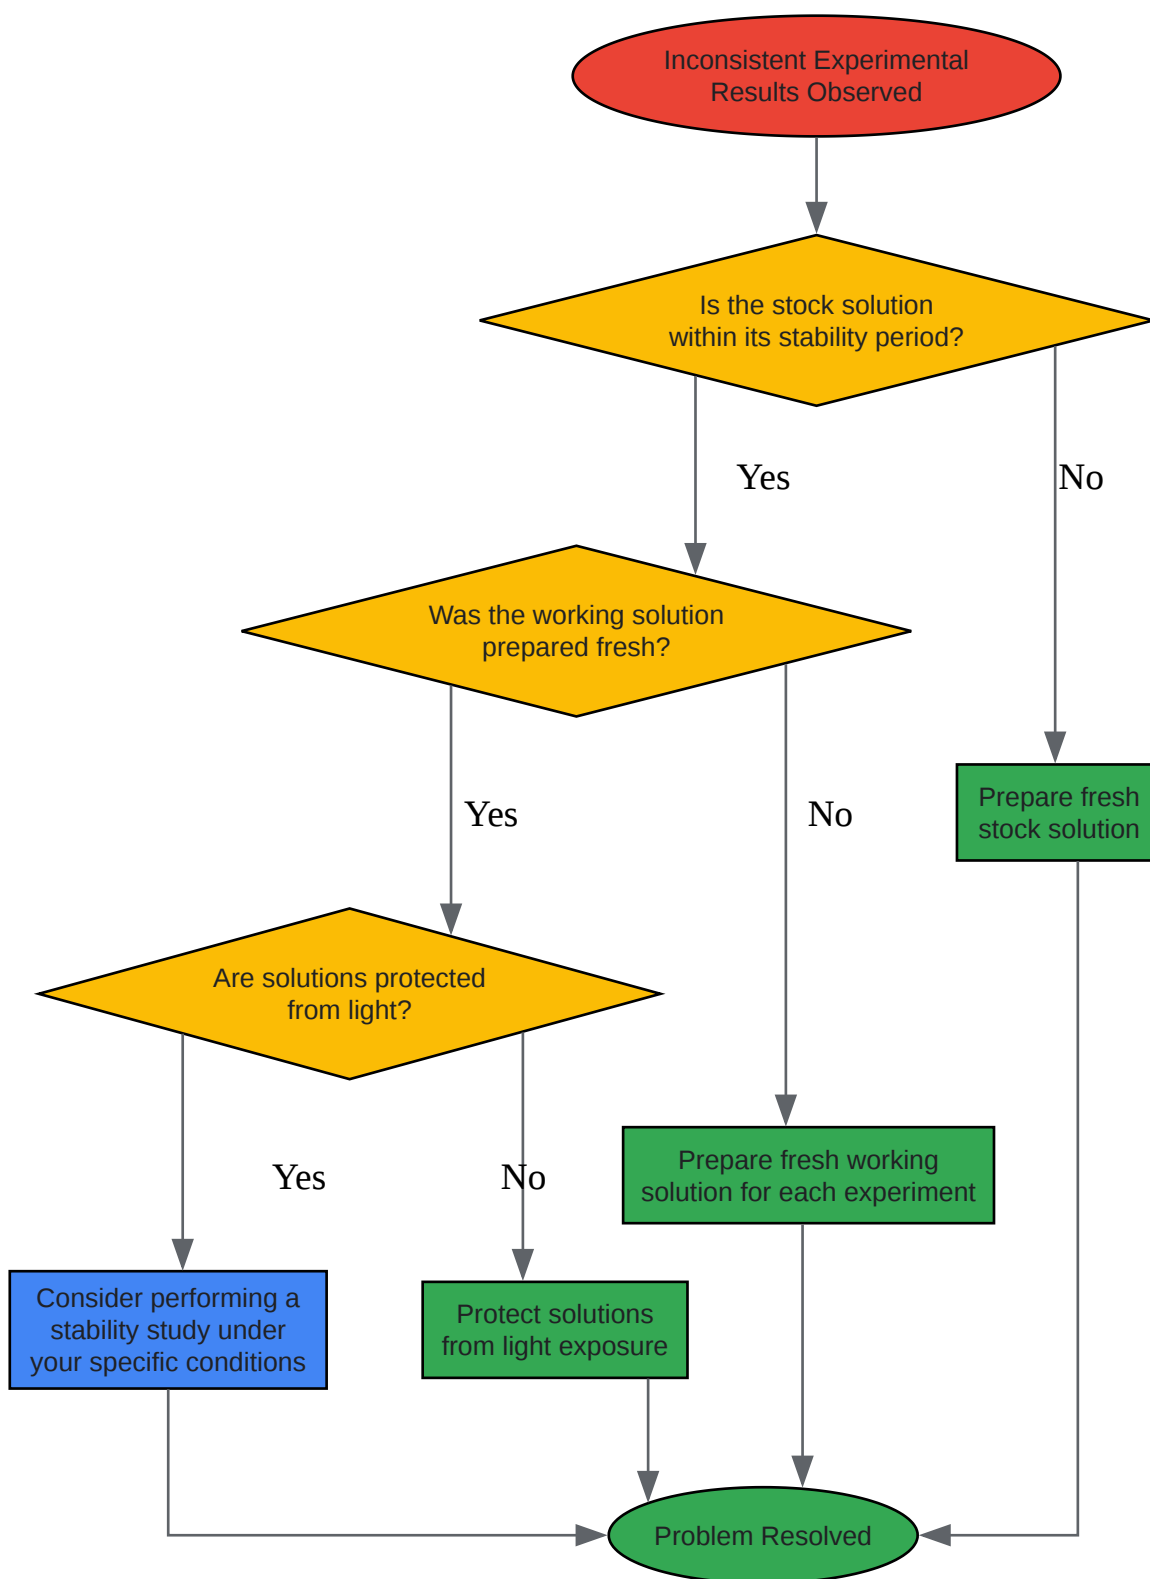 Inconsistent Experimental
Results Observed
Is the stock solution
within its stability period?
Yes
No
Was the working solution
prepared fresh?
Yes
No
Prepare fresh
stock solution
Are solutions protected
from light?
Yes
No
Prepare fresh working
solution for each experiment
Consider performing a
stability study under
your specific conditions
Protect solutions
from light exposure
Problem Resolved